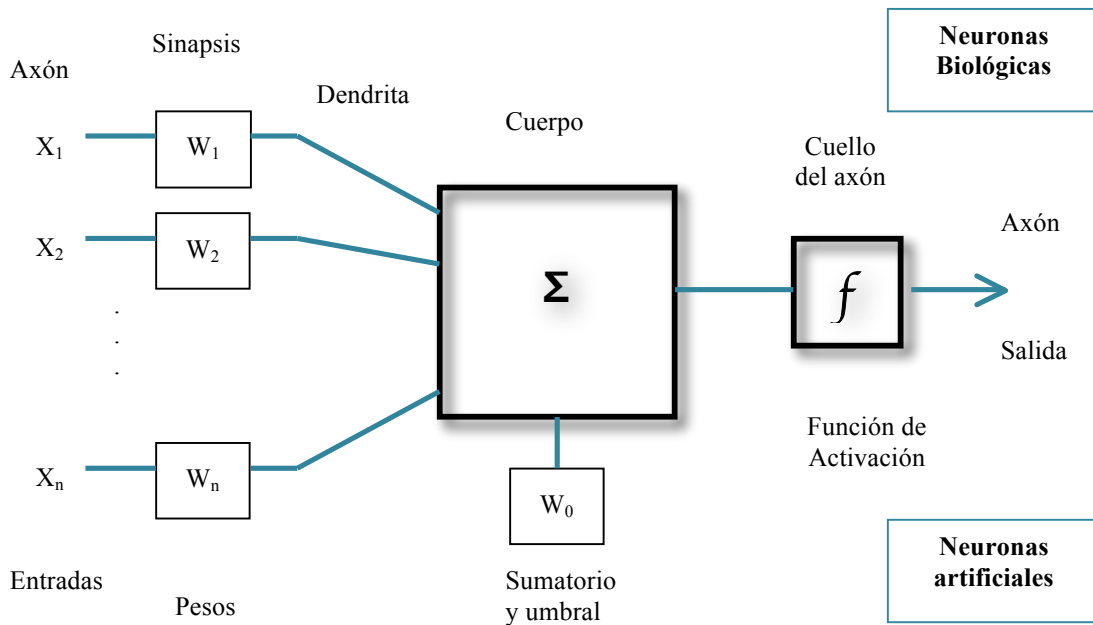 Neuronas
Biológicas
Sinapsis
Axón
Dendrita
Cuerpo
Cuello
del axón
X₁
W₁
X₂
W₂
Σ
f
Axón
Salida
.
.
.
Xₙ
Wₙ
W₀
Función de
Activación
Entradas
Pesos
Sumatorio
y umbral
Neuronas
artificiales